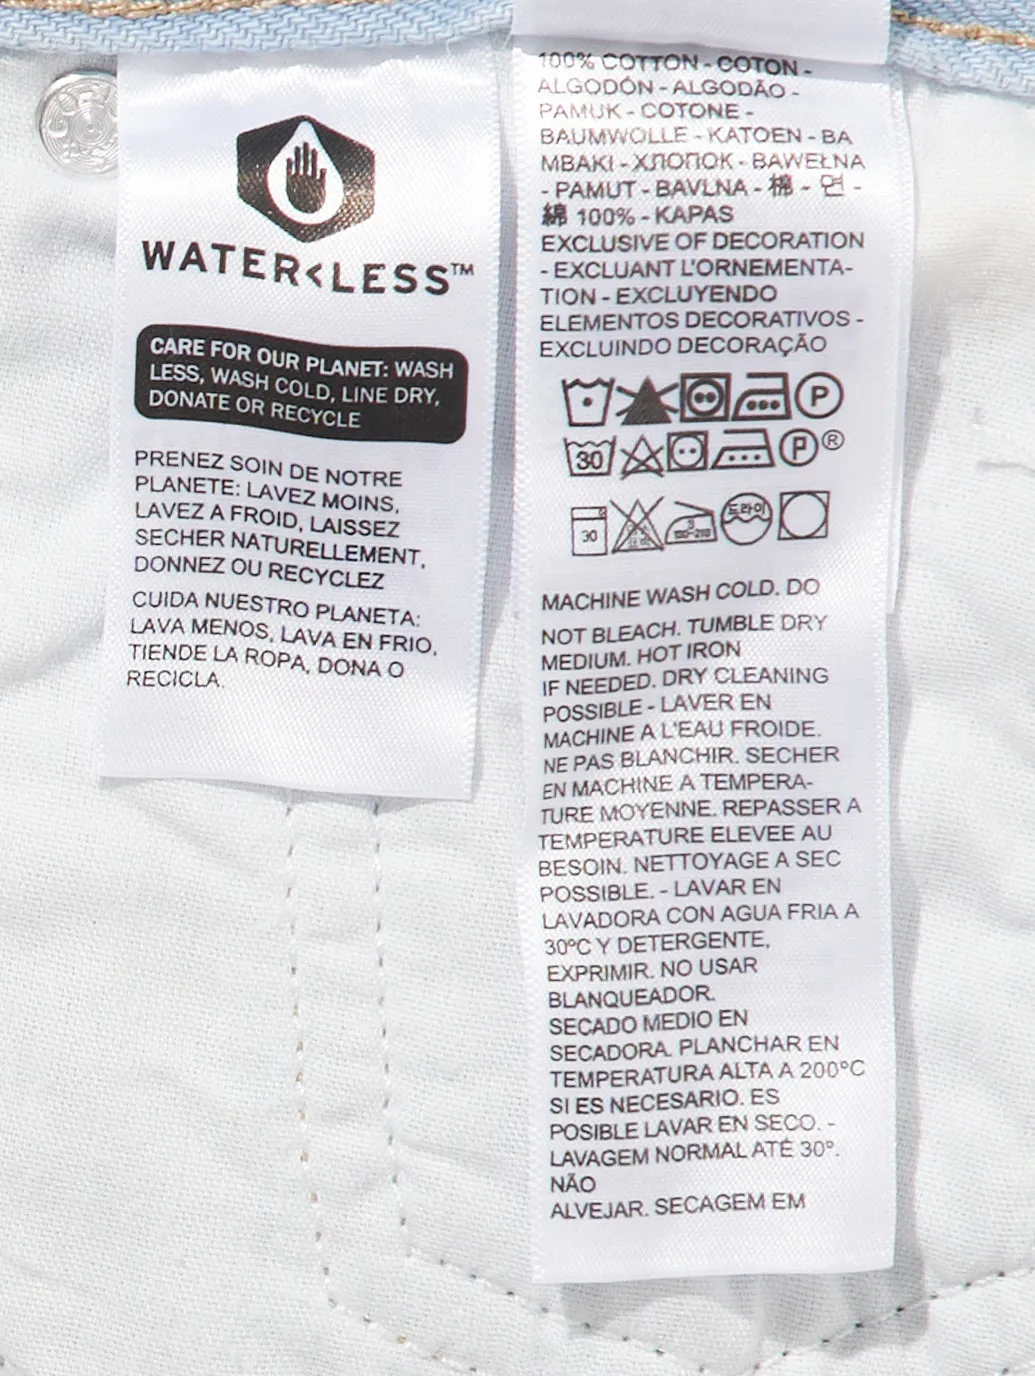 WATER<LESS™
CARE FOR OUR PLANET: WASH
LESS, WASH COLD, LINE DRY,
DONATE OR RECYCLE
PRENEZ SOIN DE NOTRE
PLANETE: LAVEZ MOINS,
LAVEZ A FROID, LAISSEZ
SECHER NATURELLEMENT,
DONNEZ OU RECYCLEZ
CUIDA NUESTRO PLANETA:
LAVA MENOS, LAVA EN FRIO,
TIENDE LA ROPA, DONA O
RECICLA.
100% COTTON - COTON -
ALGODÓN - ALGODÃO -
PAMUK - COTONE -
BAUMWOLLE - KATOEN - BA
MBAKI - ХЛОПОК - BAWEŁNA
- PAMUT - BAVLNA - 棉 - 면 -
綿 100% - KAPAS
EXCLUSIVE OF DECORATION
- EXCLUANT L'ORNEMENTA-
TION - EXCLUYENDO
ELEMENTOS DECORATIVOS -
EXCLUINDO DECORAÇÃO
P
30 P ®
30 드라이
MACHINE WASH COLD. DO
NOT BLEACH. TUMBLE DRY
MEDIUM. HOT IRON
IF NEEDED. DRY CLEANING
POSSIBLE - LAVER EN
MACHINE A L'EAU FROIDE.
NE PAS BLANCHIR. SECHER
EN MACHINE A TEMPERA-
TURE MOYENNE. REPASSER A
TEMPERATURE ELEVEE AU
BESOIN. NETTOYAGE A SEC
POSSIBLE. - LAVAR EN
LAVADORA CON AGUA FRIA A
30ºC Y DETERGENTE,
EXPRIMIR. NO USAR
BLANQUEADOR.
SECADO MEDIO EN
SECADORA. PLANCHAR EN
TEMPERATURA ALTA A 200°C
SI ES NECESARIO. ES
POSIBLE LAVAR EN SECO. -
LAVAGEM NORMAL ATÉ 30°.
NÃO
ALVEJAR. SECAGEM EM